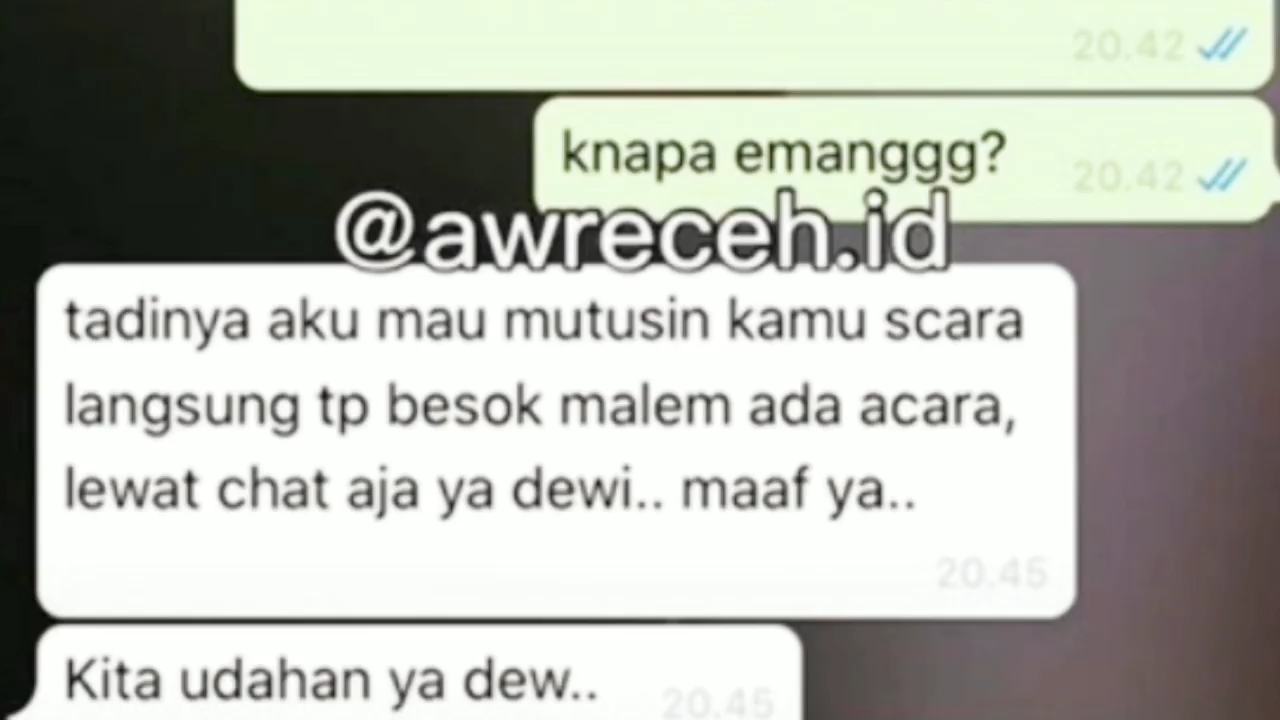 20.42
knapa emanggg?
20.42
@awreceh.id
tadinya aku mau mutusin kamu scara
langsung tp besok malem ada acara,
lewat chat aja ya dewi.. maaf ya..
20.45
Kita udahan ya dew..
20.45